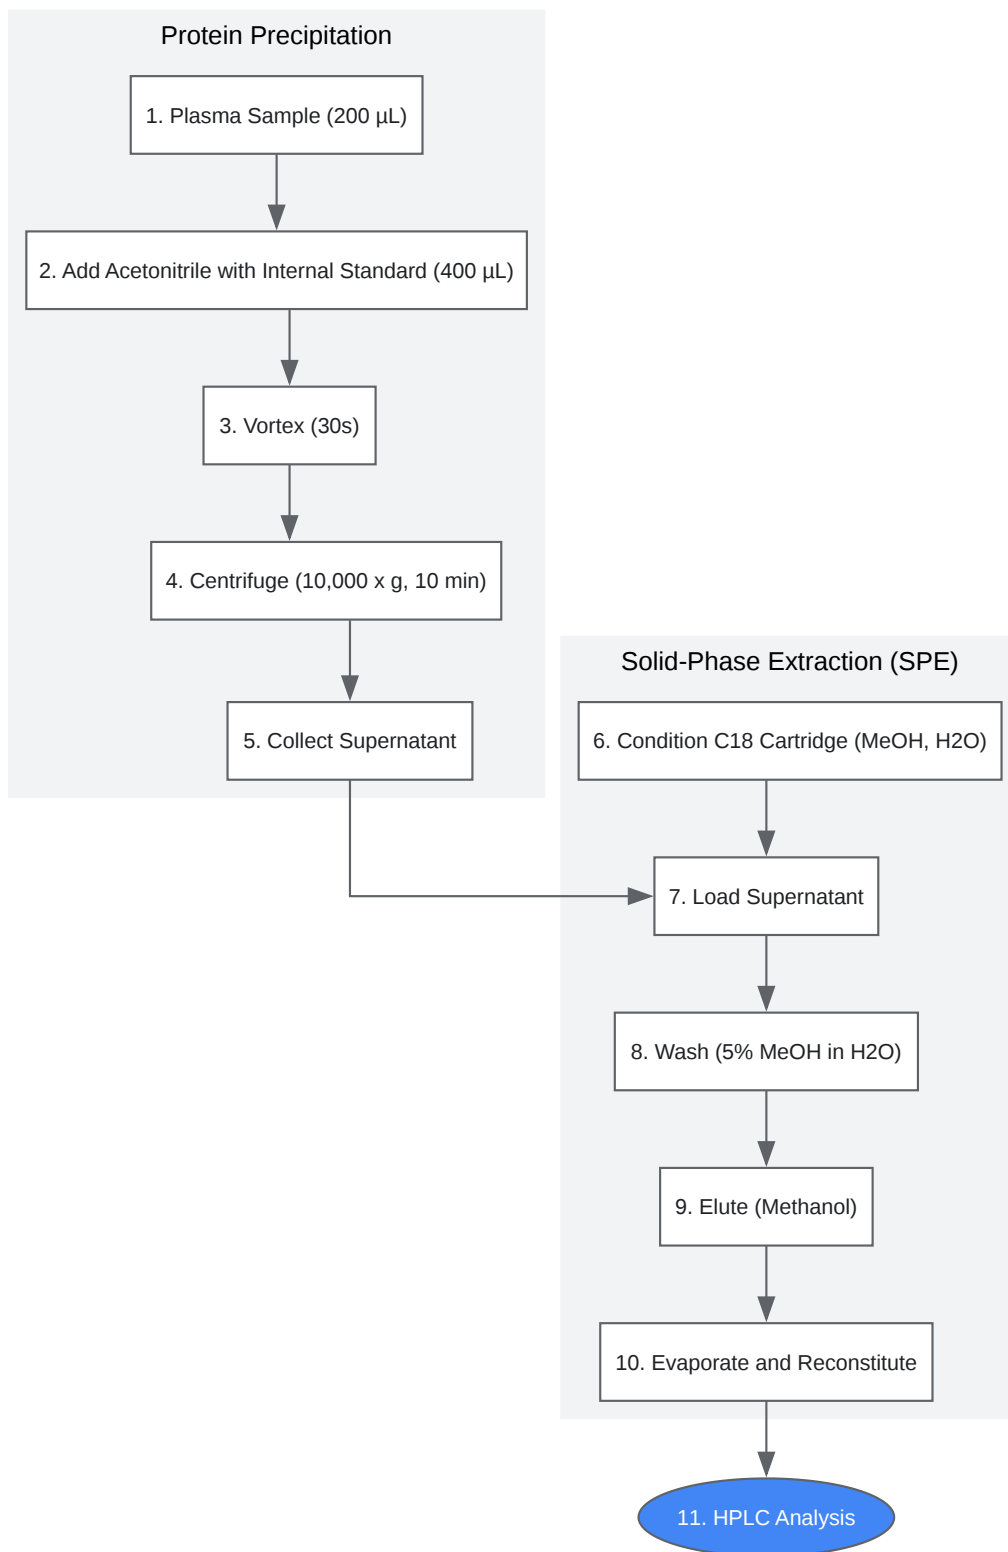 Protein Precipitation
1. Plasma Sample (200 µL)
2. Add Acetonitrile with Internal Standard (400 µL)
3. Vortex (30s)
4. Centrifuge (10,000 x g, 10 min)
5. Collect Supernatant
Solid-Phase Extraction (SPE)
6. Condition C18 Cartridge (MeOH, H2O)
7. Load Supernatant
8. Wash (5% MeOH in H2O)
9. Elute (Methanol)
10. Evaporate and Reconstitute
11. HPLC Analysis